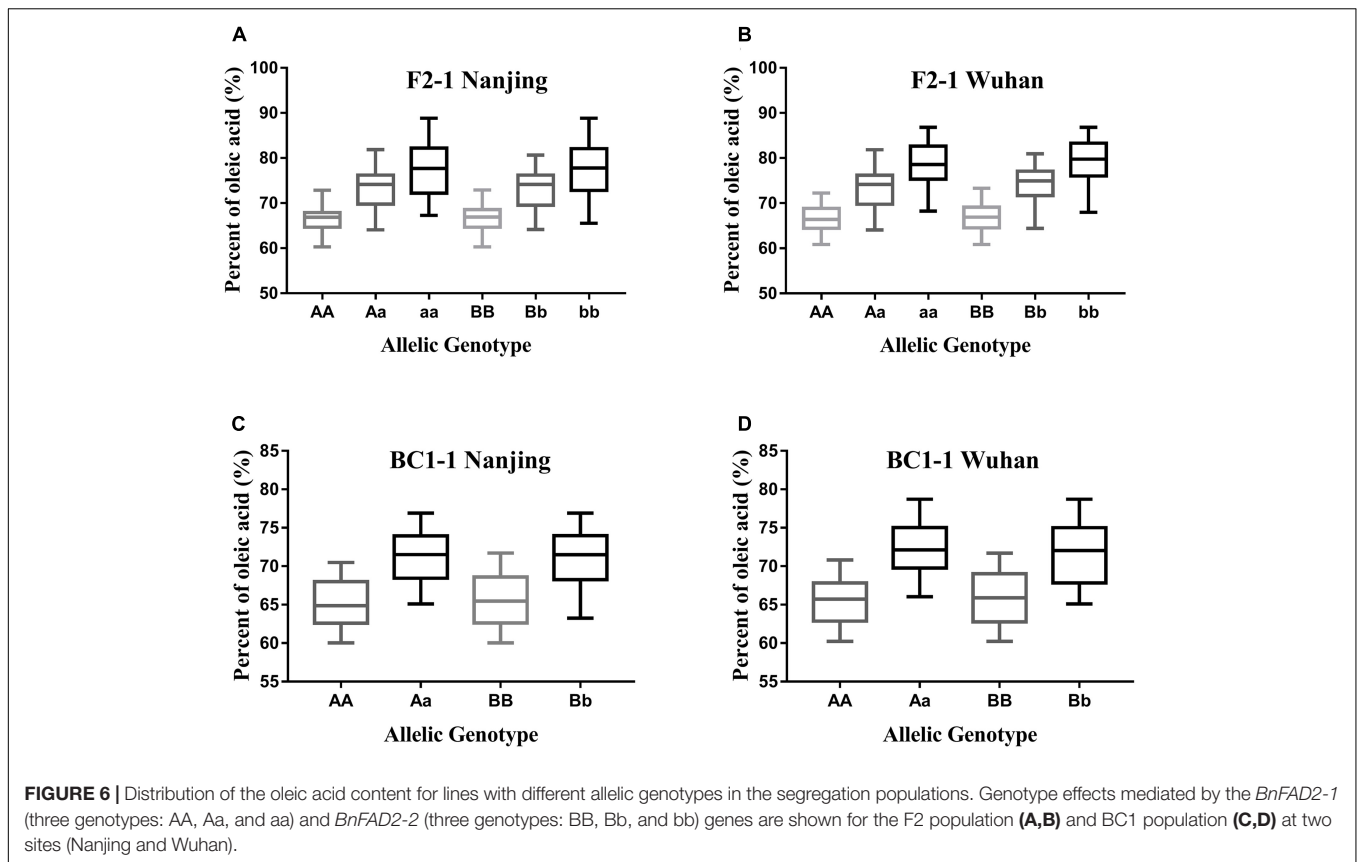 A
F2-1 Nanjing
Percent of oleic acid (%)
100
90
80
70
60
50
AA Aa aa BB Bb bb
Allelic Genotype
B
F2-1 Wuhan
Percent of oleic acid (%)
100
90
80
70
60
50
AA Aa aa BB Bb bb
Allelic Genotype
C
BC1-1 Nanjing
Percent of oleic acid (%)
85
80
75
70
65
60
55
AA Aa BB Bb
Allelic Genotype
D
BC1-1 Wuhan
Percent of oleic acid (%)
85
80
75
70
65
60
55
AA Aa BB Bb
Allelic Genotype
FIGURE 6 | Distribution of the oleic acid content for lines with different allelic genotypes in the segregation populations. Genotype effects mediated by the BnFAD2-1
(three genotypes: AA, Aa, and aa) and BnFAD2-2 (three genotypes: BB, Bb, and bb) genes are shown for the F2 population (A,B) and BC1 population (C,D) at two
sites (Nanjing and Wuhan).